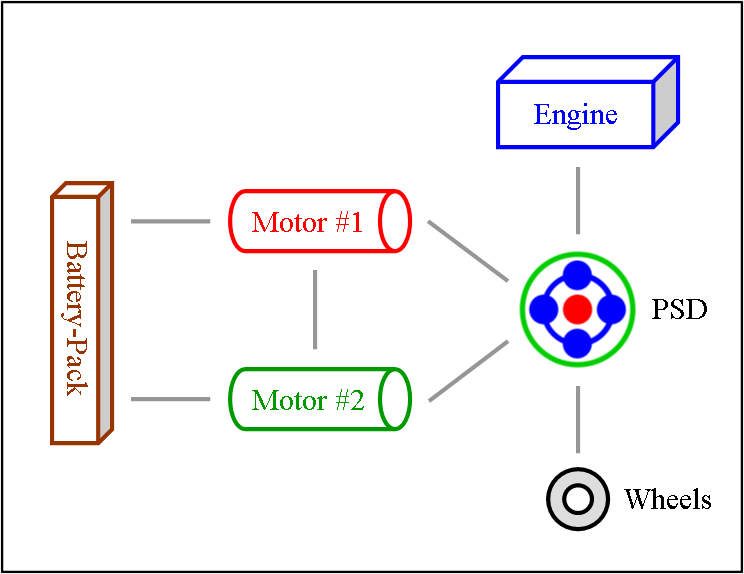 Engine
Motor #1
Battery-Pack
PSD
Motor #2
Wheels